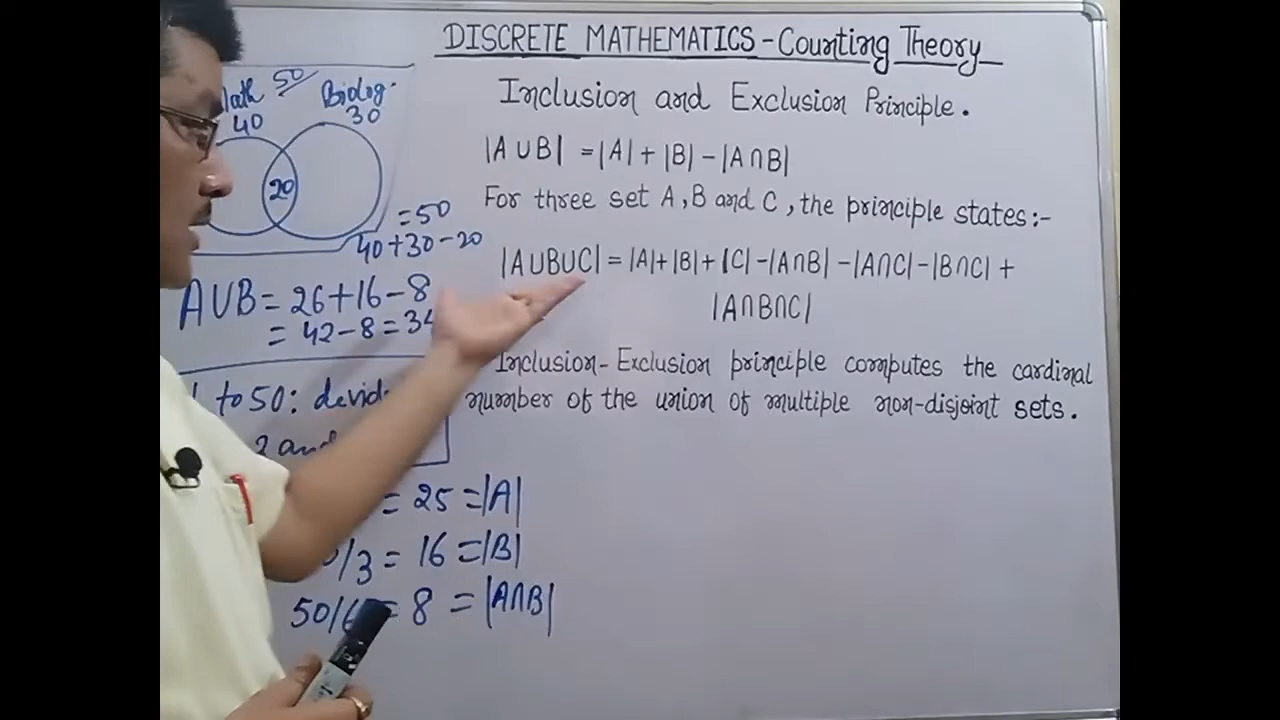 DISCRETE MATHEMATICS - Counting Theory
Inclusion and Exclusion Principle.
|A∪B| = |A| + |B| - |A∩B|
For three set A, B and C, the principle states:-
|A∪B∪C| = |A|+|B|+|C| -|A∩B| -|A∩C| -|B∩C| +
|A∩B∩C|
Inclusion-Exclusion principle computes the cardinal
number of the union of multiple non-disjoint sets.
50
Biolog.
40
30
20
= 50
40+30-20
A∪B = 26+16-8
= 42-8 = 34
to 50:
2 and
= 25 = |A|
/3 = 16 = |B|
50/6 = 8 = |A∩B|